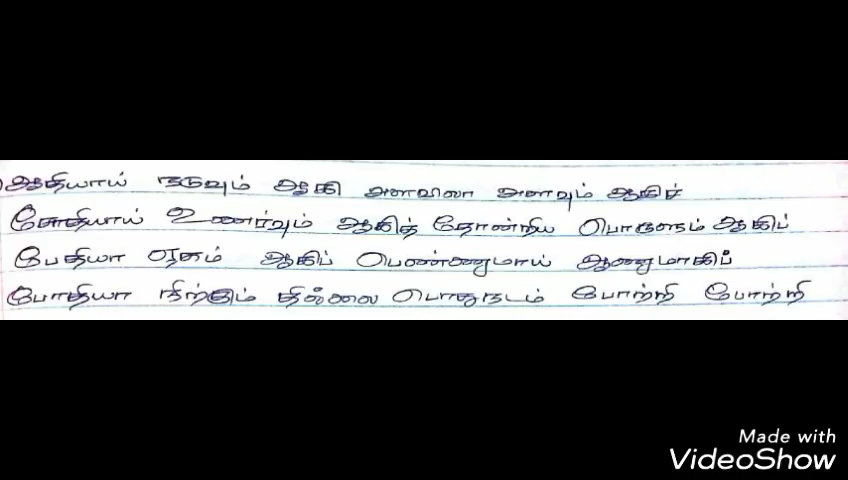 ஆதியாய் நடுவும் ஆகி அளவிலா அளவும் ஆகிச்
சோதியாய் உணர்வும் ஆகித் தோன்றிய பொருளும் ஆகிப்
பேதியா ஏகம் ஆகிப் பெண்ணுமாய் ஆணுமாகிப்
போதியா நிற்கும் தில்லை பொதுநடம் போற்றி போற்றி
Made with
VideoShow